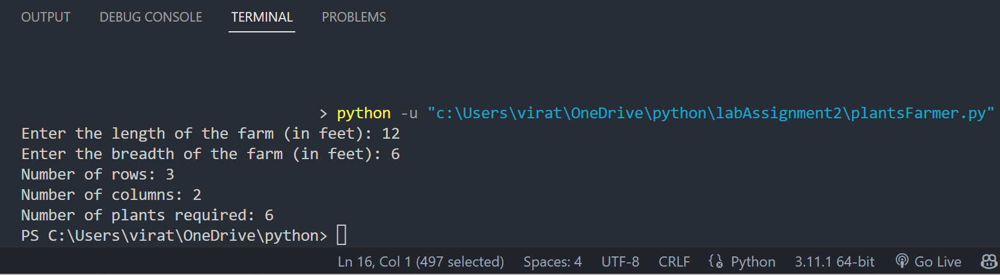 OUTPUT DEBUG CONSOLE TERMINAL PROBLEMS
> python -u "c:\Users\virat\OneDrive\python\labAssignment2\plantsFarmer.py"
Enter the length of the farm (in feet): 12
Enter the breadth of the farm (in feet): 6
Number of rows: 3
Number of columns: 2
Number of plants required: 6
PS C:\Users\virat\OneDrive\python>
Ln 16, Col 1 (497 selected) Spaces: 4 UTF-8 CRLF Python 3.11.1 64-bit Go Live